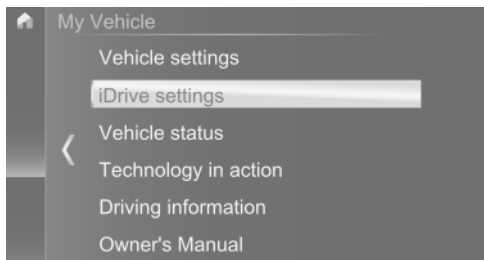 My Vehicle
Vehicle settings
iDrive settings
Vehicle status
Technology in action
Driving information
Owner's Manual